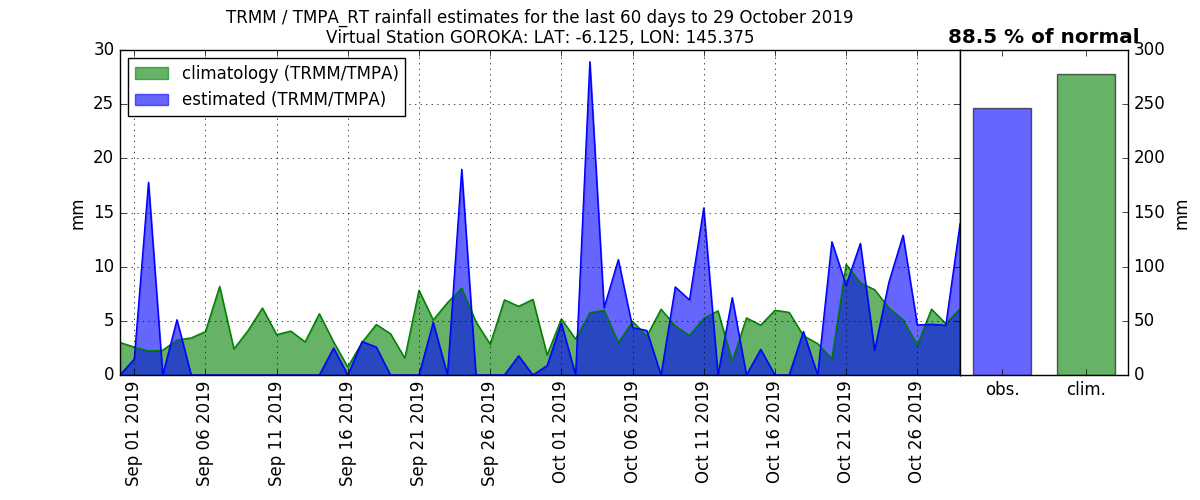 TRMM / TMPA_RT rainfall estimates for the last 60 days to 29 October 2019
Virtual Station GOROKA: LAT: -6.125, LON: 145.375
88.5 % of normal
climatology (TRMM/TMPA)
estimated (TRMM/TMPA)
30
25
20
15
10
5
0
mm
300
250
200
150
100
50
0
mm
Sep 01 2019
Sep 06 2019
Sep 11 2019
Sep 16 2019
Sep 21 2019
Sep 26 2019
Oct 01 2019
Oct 06 2019
Oct 11 2019
Oct 16 2019
Oct 21 2019
Oct 26 2019
obs.
clim.